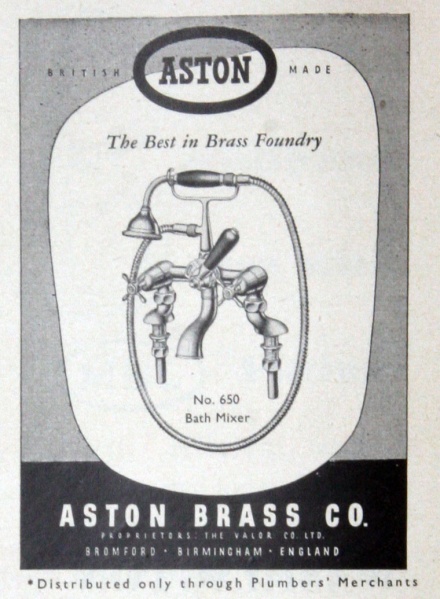 BRITISH ASTON MADE
The Best in Brass Foundry
No. 650
Bath Mixer
ASTON BRASS CO.
PROPRIETORS: THE VALOR CO. LTD.
BROMFORD · BIRMINGHAM · ENGLAND
*Distributed only through Plumbers' Merchants